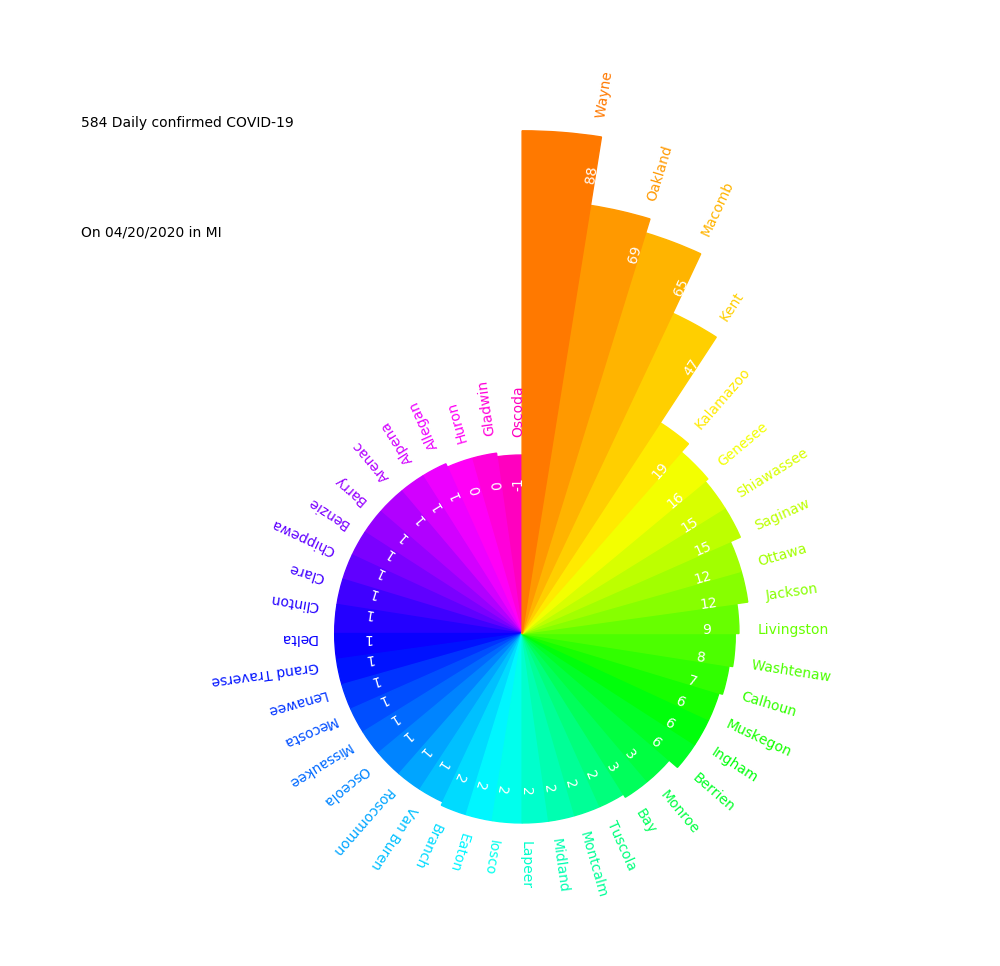 584 Daily confirmed COVID-19
On 04/20/2020 in MI
Wayne
88
Oakland
69
Macomb
65
Kent
47
Kalamazoo
19
Genesee
16
Shiawassee
15
Saginaw
15
Ottawa
12
Jackson
12
Livingston
9
Washtenaw
8
Calhoun
7
Muskegon
6
Ingham
6
Berrien
6
Monroe
3
Bay
3
Tuscola
2
Montcalm
2
Midland
2
Lapeer
2
Iosco
2
Eaton
2
Branch
2
Van Buren
1
Roscommon
1
Osceola
1
Missaukee
1
Mecosta
1
Lenawee
1
Grand Traverse
1
Delta
1
Clinton
1
Clare
1
Chippewa
1
Benzie
1
Barry
1
Arenac
1
Alpena
1
Allegan
1
Huron
0
Gladwin
0
Oscoda
-1